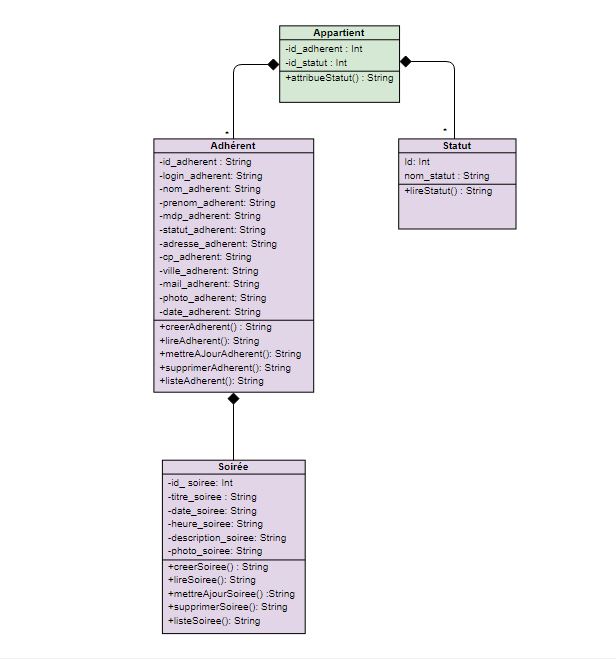 Appartient
-id_adherent : Int
-id_statut : Int
+attribueStatut() : String
*
*
Adhérent
-id_adherent : String
-login_adherent: String
-nom_adherent: String
-prenom_adherent: String
-mdp_adherent: String
-statut_adherent: String
-adresse_adherent: String
-cp_adherent: String
-ville_adherent: String
-mail_adherent: String
-photo_adherent; String
-date_adherent: String
+creerAdherent() : String
+lireAdherent(): String
+mettreAJourAdherent(): String
+supprimerAdherent(): String
+listeAdherent(): String
Statut
Id: Int
nom_statut : String
+lireStatut() : String
Soirée
-id_ soiree: Int
-titre_soiree : String
-date_soiree: String
-heure_soiree: String
-description_soiree: String
-photo_soiree: String
+creerSoiree() : String
+lireSoiree(): String
+mettreAjourSoiree() :String
+supprimerSoiree(): String
+listeSoiree(): String